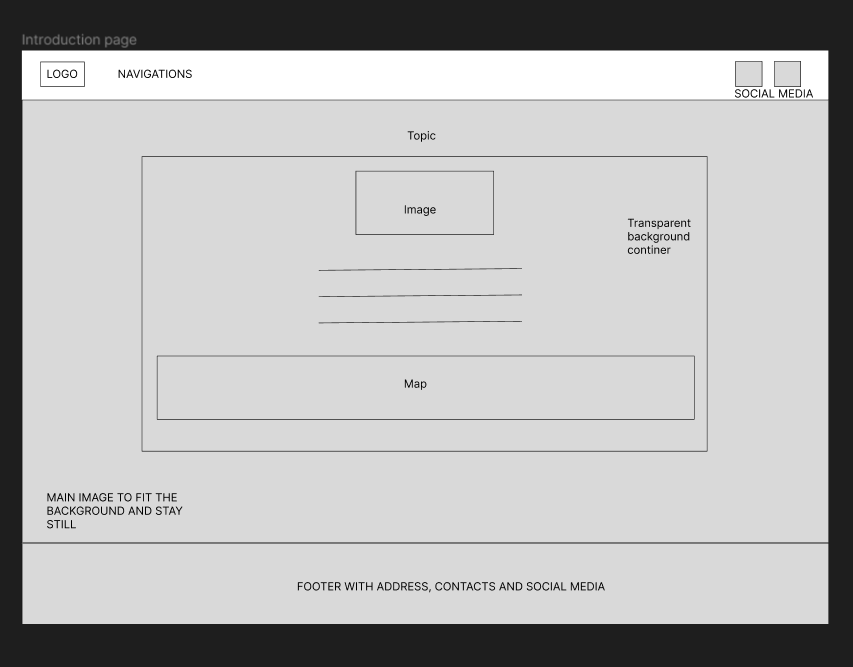 Introduction page
LOGO
NAVIGATIONS
SOCIAL MEDIA
Topic
Image
Transparent
background
continer
Map
MAIN IMAGE TO FIT THE
BACKGROUND AND STAY
STILL
FOOTER WITH ADDRESS, CONTACTS AND SOCIAL MEDIA